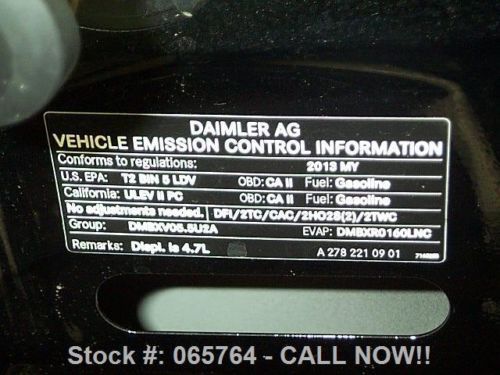 DAIMLER AG
VEHICLE EMISSION CONTROL INFORMATION
Conforms to regulations: 2013 MY
U.S. EPA: T2 BIN 5 LDV OBD: CA II Fuel: Gasoline
California: ULEV II PC OBD: CA II Fuel: Gasoline
No adjustments needed. DFI/2TC/CAC/2HO2S(2)/2TWC
Group: DMBXV05.5U2A EVAP: DMBXR0160LNC
Remarks: Displ. is 4.7L A 278 221 09 01
Stock #: 065764 - CALL NOW!!